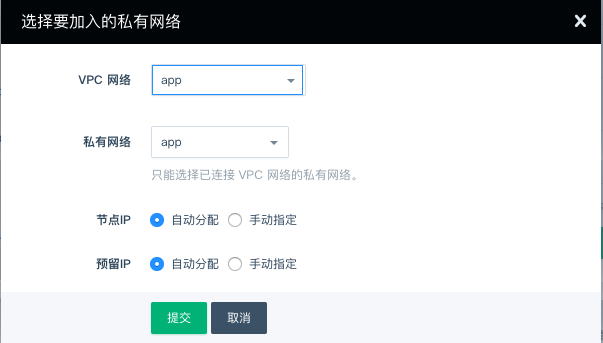 选择要加入的私有网络
VPC 网络 app
私有网络 app
只能选择已连接 VPC 网络的私有网络。
节点IP 自动分配 手动指定
预留IP 自动分配 手动指定
提交 取消